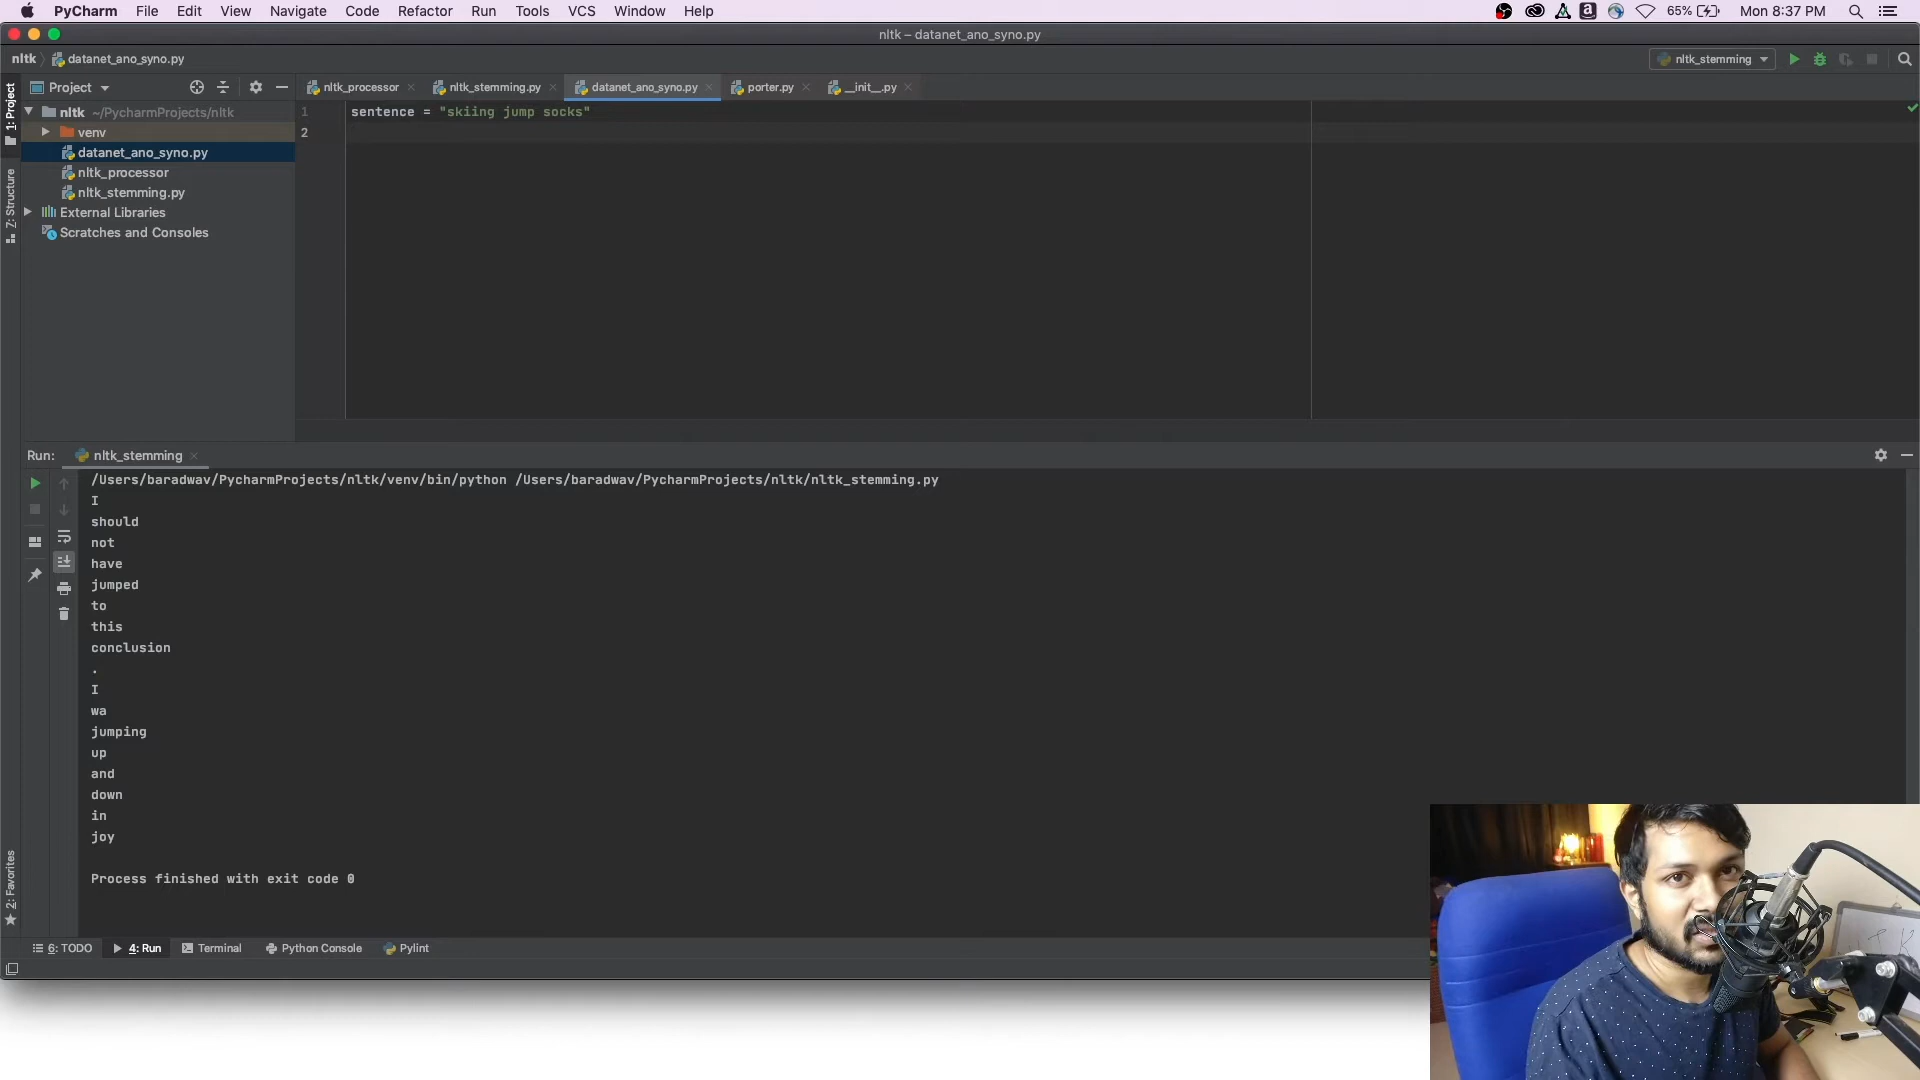 PyCharm File Edit View Navigate Code Refactor Run Tools VCS Window Help 65% Mon 8:37 PM
nltk – datanet_ano_syno.py
nltk datanet_ano_syno.py nltk_stemming
Project nltk_processor nltk_stemming.py datanet_ano_syno.py porter.py __init__.py
1: Project
nltk ~/PycharmProjects/nltk
1 sentence = "skiing jump socks"
venv
2
datanet_ano_syno.py
nltk_processor
nltk_stemming.py
External Libraries
Scratches and Consoles
Z: Structure
Run: nltk_stemming
/Users/baradwav/PycharmProjects/nltk/venv/bin/python /Users/baradwav/PycharmProjects/nltk/nltk_stemming.py
I
should
not
have
jumped
to
this
conclusion
.
I
wa
jumping
up
and
down
in
joy
Process finished with exit code 0
2: Favorites
6: TODO 4: Run Terminal Python Console Pylint